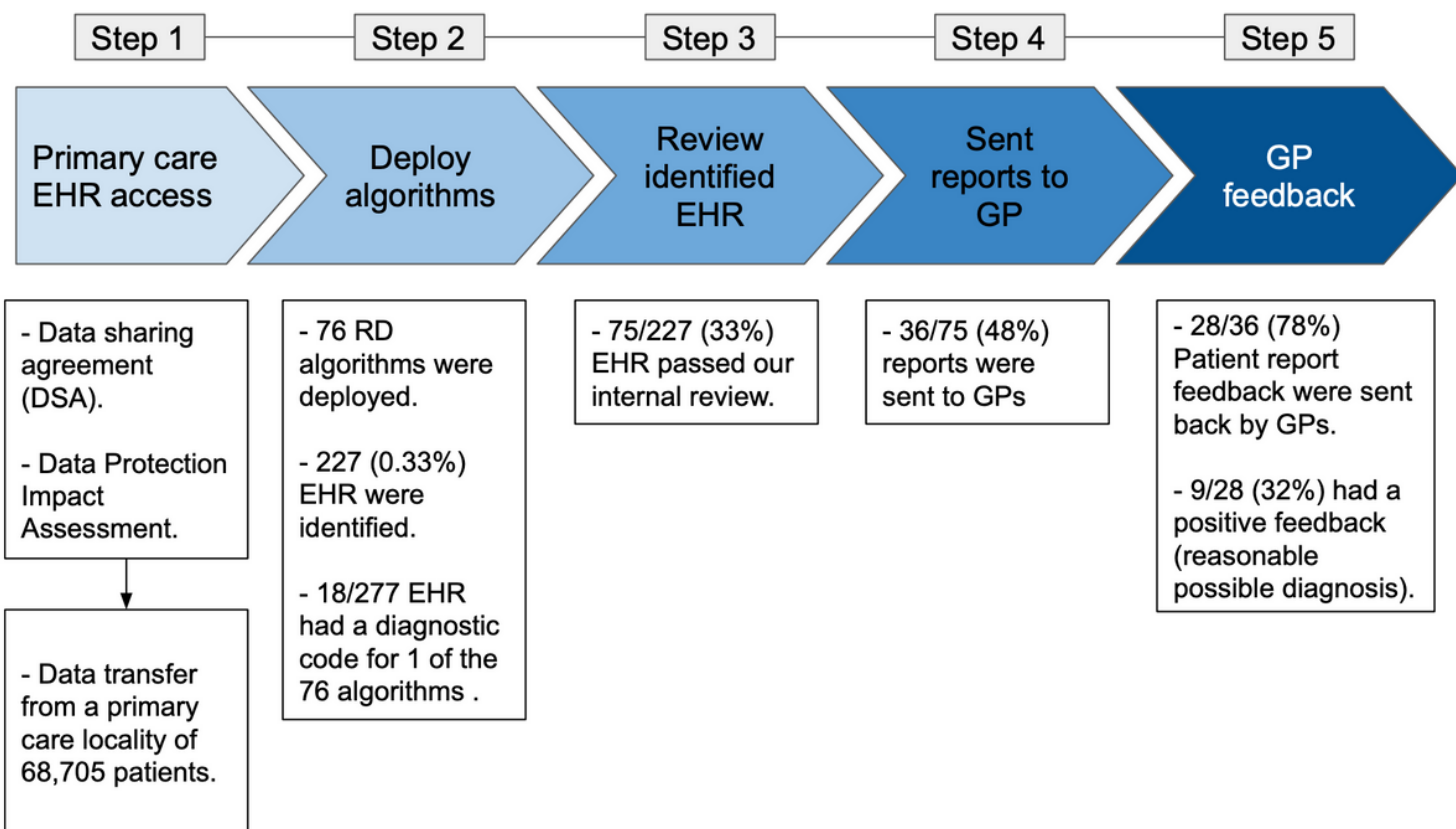 Step 1
Step 2
Step 3
Step 4
Step 5
Primary care
EHR access
Deploy
algorithms
Review
identified
EHR
Sent
reports to
GP
GP
feedback
- Data sharing
agreement
(DSA).
- Data Protection
Impact
Assessment.
- Data transfer
from a primary
care locality of
68,705 patients.
- 76 RD
algorithms were
deployed.
- 227 (0.33%)
EHR were
identified.
- 18/277 EHR
had a diagnostic
code for 1 of the
76 algorithms .
- 75/227 (33%)
EHR passed our
internal review.
- 36/75 (48%)
reports were
sent to GPs
- 28/36 (78%)
Patient report
feedback were sent
back by GPs.
- 9/28 (32%) had a
positive feedback
(reasonable
possible diagnosis).